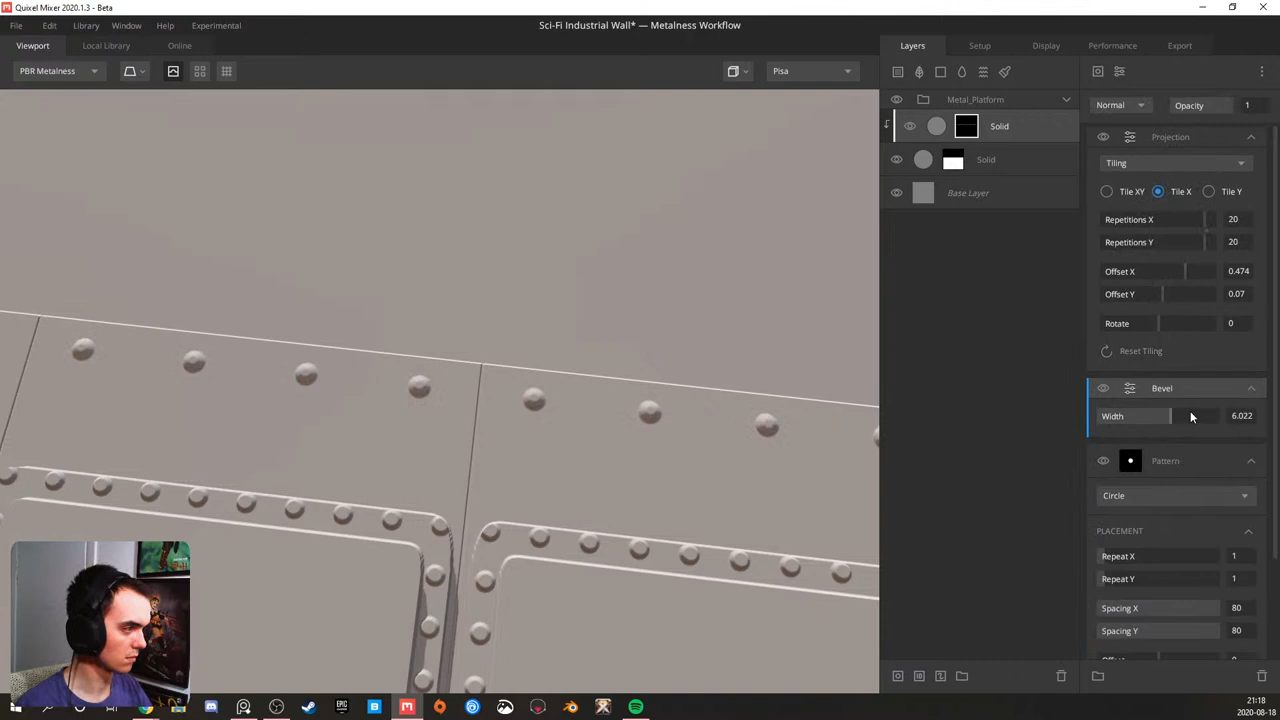 Quixel Mixer 2020.1.3 - Beta
File Edit Library Window Help Experimental
Sci-Fi Industrial Wall* — Metalness Workflow
Viewport Local Library Online
Layers Setup Display Performance Export
PBR Metalness
Pisa
Metal_Platform
Solid
Solid
Base Layer
Normal Opacity 1
Projection
Tiling
Tile XY Tile X Tile Y
Repetitions X 20
Repetitions Y 20
Offset X 0.474
Offset Y 0.07
Rotate 0
Reset Tiling
Bevel
Width 6.022
Pattern
Circle
PLACEMENT
Repeat X 1
Repeat Y 1
Spacing X 80
Spacing Y 80
EPIC
21:18
2020-08-18